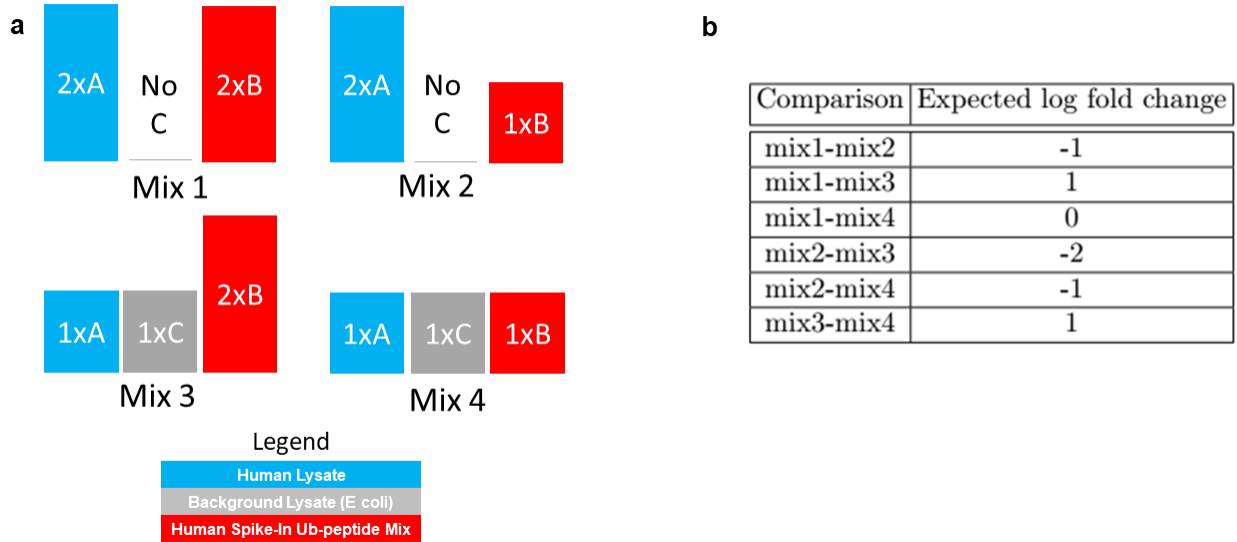 a
2xA
No
C
2xB
Mix 1
2xA
No
C
1xB
Mix 2
1xA
1xC
2xB
Mix 3
1xA
1xC
1xB
Mix 4
Legend
Human Lysate
Background Lysate (E coli)
Human Spike-In Ub-peptide Mix
b
Comparison Expected log fold change
mix1-mix2 -1
mix1-mix3 1
mix1-mix4 0
mix2-mix3 -2
mix2-mix4 -1
mix3-mix4 1